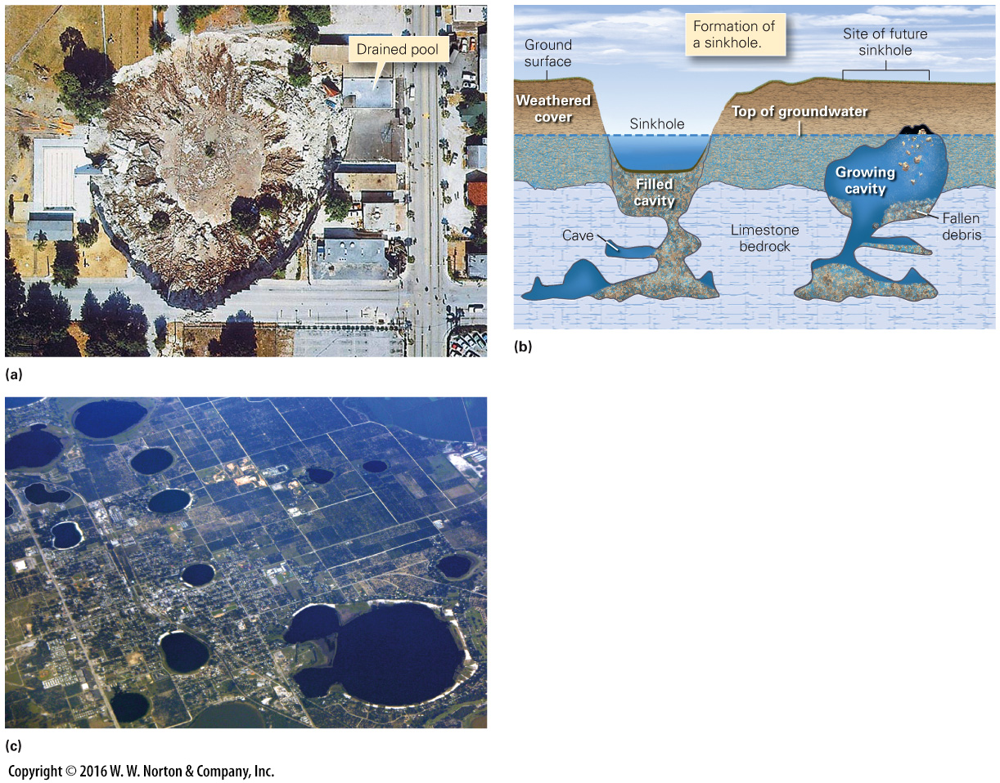 Drained pool
(a)
Formation of
a sinkhole.
Ground
surface
Site of future
sinkhole
Weathered
cover
Sinkhole
Top of groundwater
Filled
cavity
Growing
cavity
Cave
Limestone
bedrock
Fallen
debris
(b)
(c)
Copyright © 2016 W. W. Norton & Company, Inc.